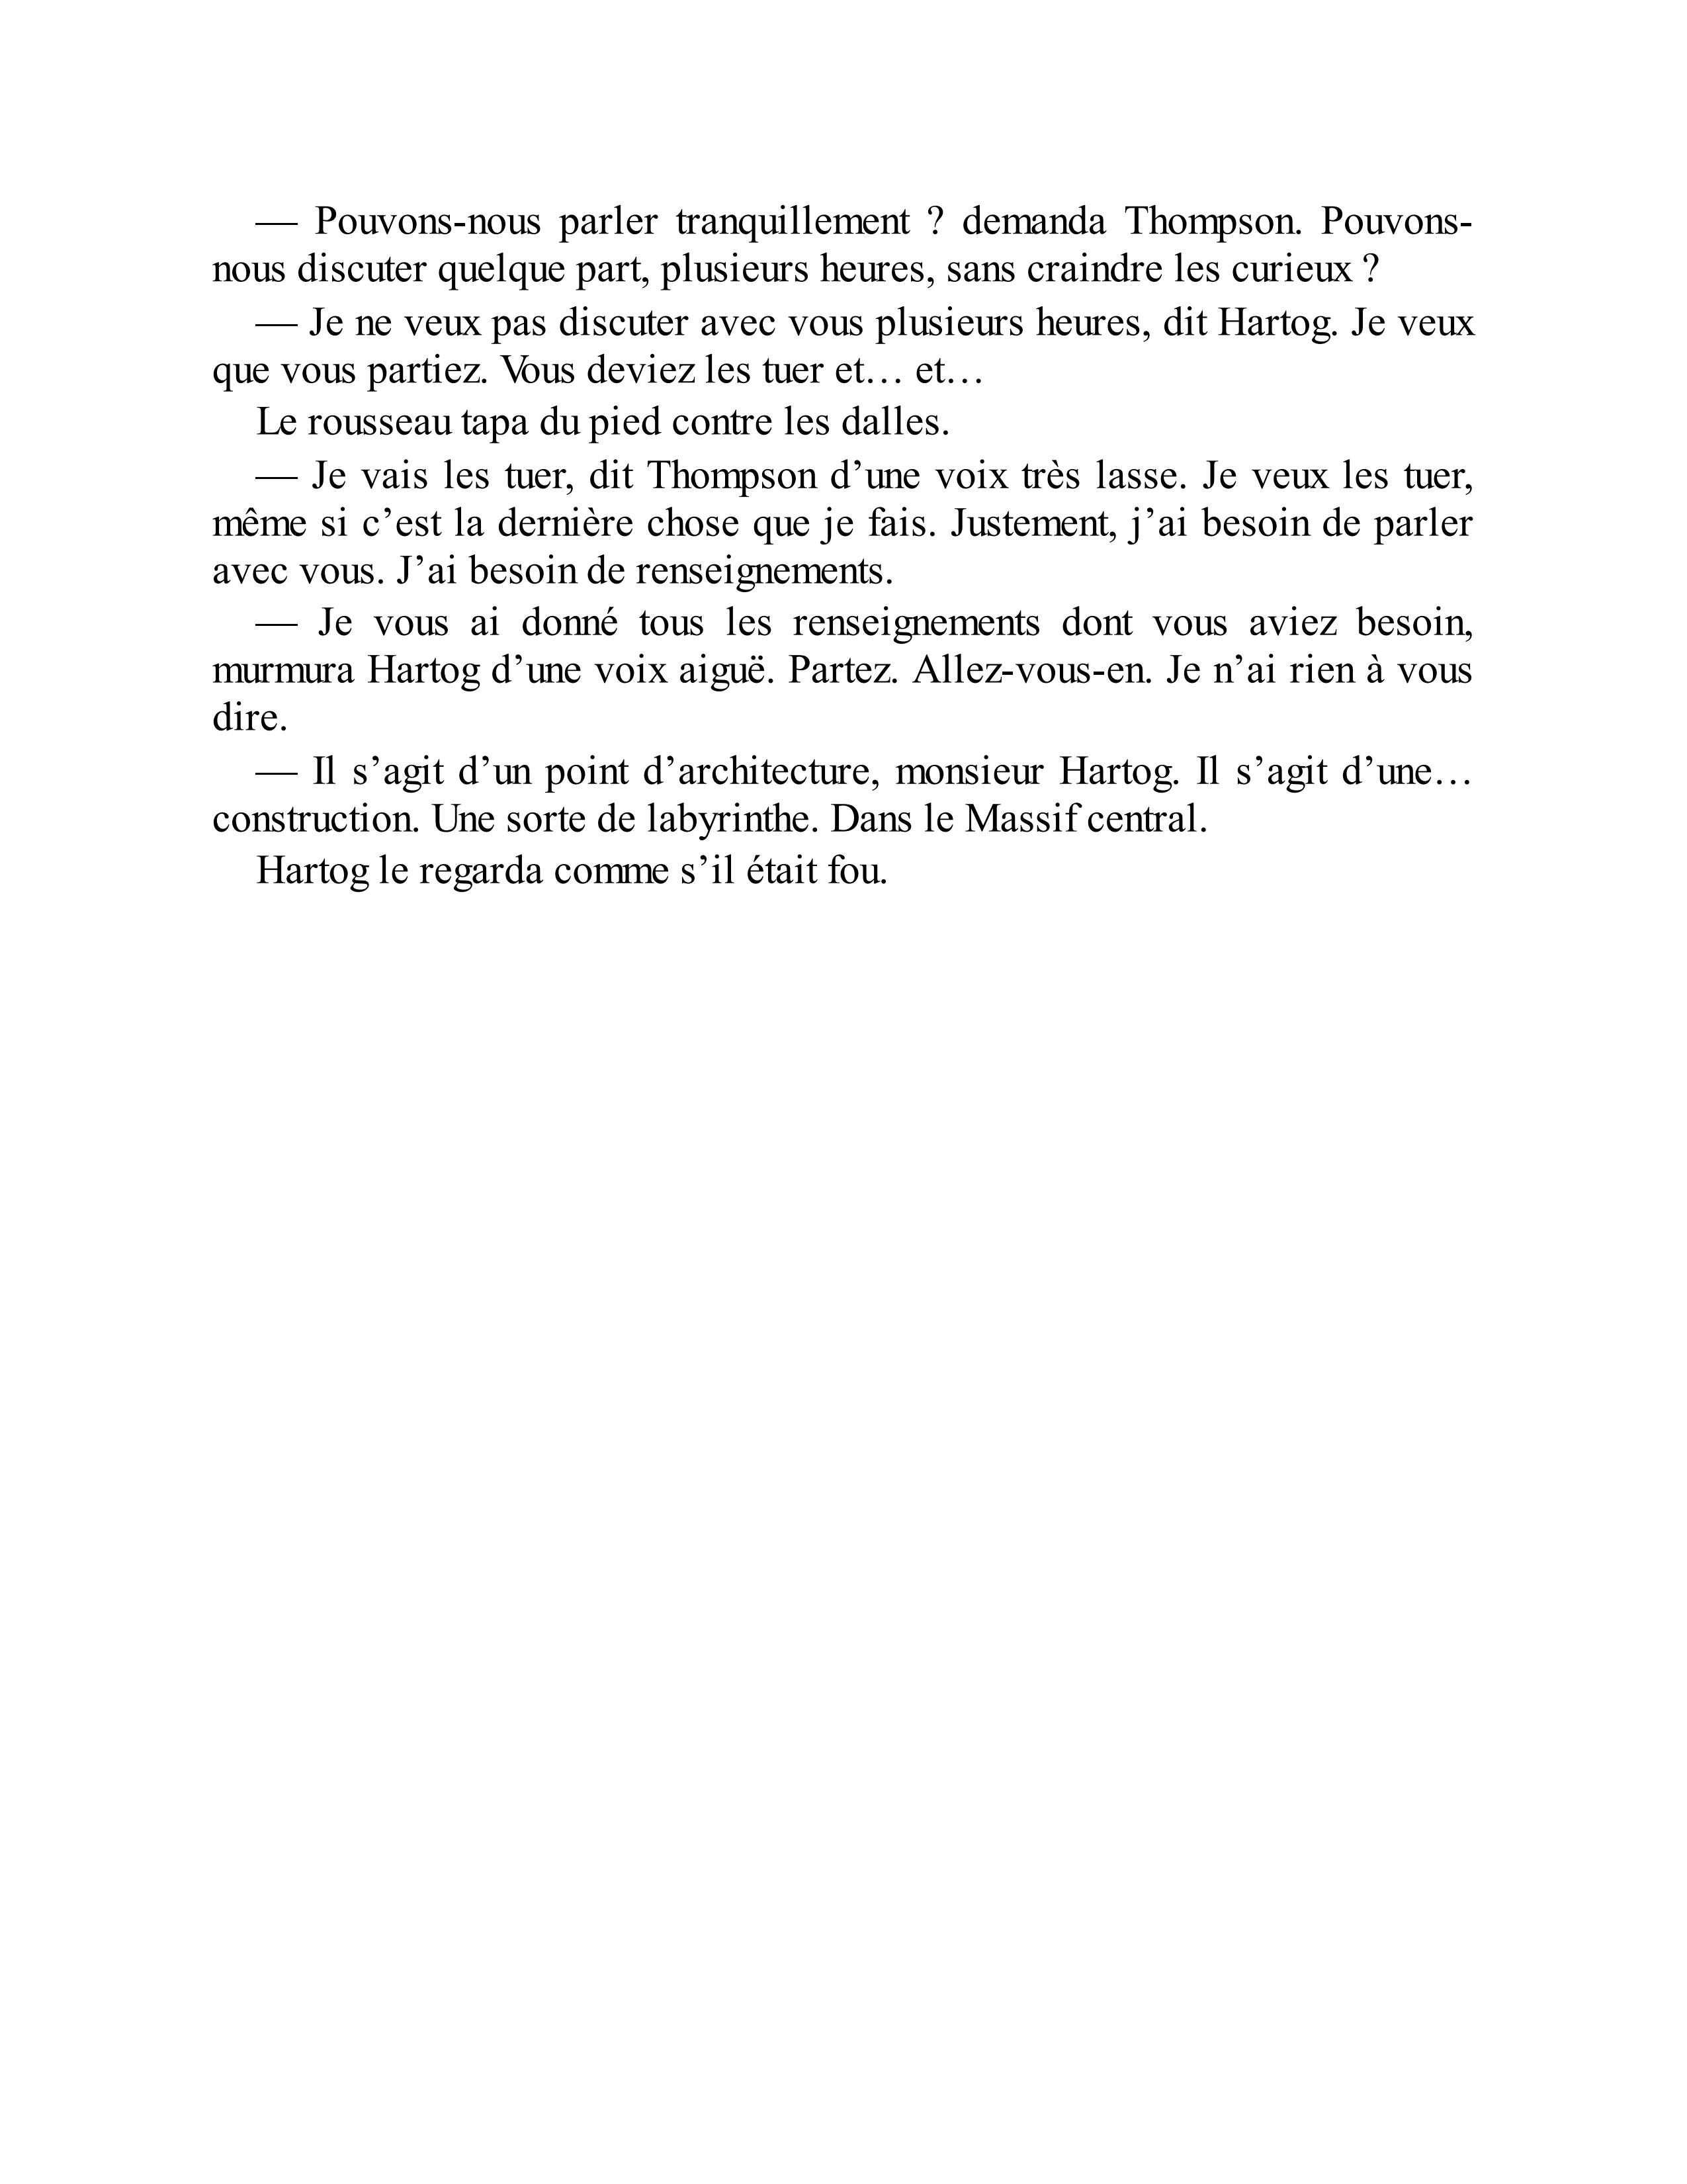 — Pouvons-nous parler tranquillement ? demanda Thompson. Pouvons-
nous discuter quelque part, plusieurs heures, sans craindre les curieux ?
— Je ne veux pas discuter avec vous plusieurs heures, dit Hartog. Je veux
que vous partiez. Vous deviez les tuer et… et…
Le rousseau tapa du pied contre les dalles.
— Je vais les tuer, dit Thompson d’une voix très lasse. Je veux les tuer,
même si c’est la dernière chose que je fais. Justement, j’ai besoin de parler
avec vous. J’ai besoin de renseignements.
— Je vous ai donné tous les renseignements dont vous aviez besoin,
murmura Hartog d’une voix aiguë. Partez. Allez-vous-en. Je n’ai rien à vous
dire.
— Il s’agit d’un point d’architecture, monsieur Hartog. Il s’agit d’une…
construction. Une sorte de labyrinthe. Dans le Massif central.
Hartog le regarda comme s’il était fou.